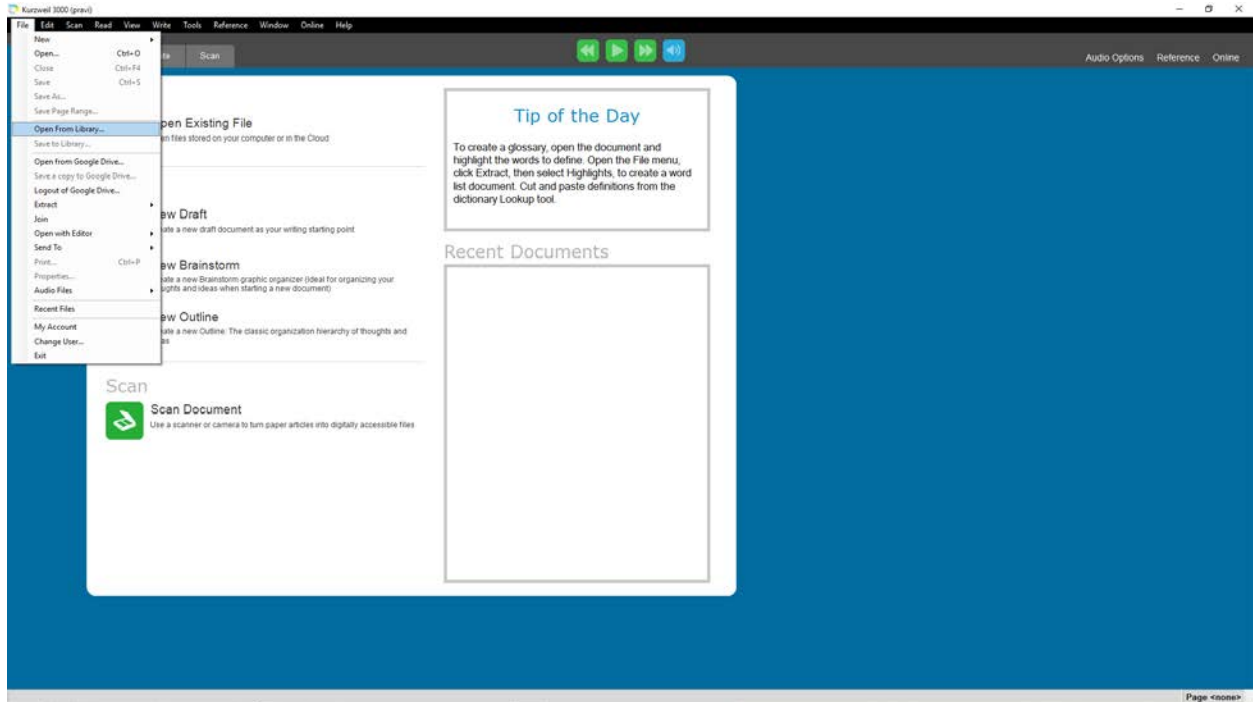 Kurzweil 3000 (pravi)
File Edit Scan Read View Write Tools Reference Window Online Help
Scan
Audio Options Reference Online
New
Open... Ctrl+O
Close Ctrl+F4
Save Ctrl+S
Save As...
Save Page Range...
Open From Library...
Save to Library...
Open from Google Drive...
Save a copy to Google Drive...
Logout of Google Drive...
Extract
Join
Open with Editor
Send To
Print... Ctrl+P
Properties...
Audio Files
Recent Files
My Account
Change User...
Exit
pen Existing File
en files stored on your computer or in the Cloud
ew Draft
eate a new draft document as your writing starting point
ew Brainstorm
eate a new Brainstorm graphic organizer (ideal for organizing your
ughts and ideas when starting a new document)
ew Outline
eate a new Outline: The classic organization hierarchy of thoughts and
as
Scan
Scan Document
Use a scanner or camera to turn paper articles into digitally accessible files
Tip of the Day
To create a glossary, open the document and
highlight the words to define. Open the File menu,
click Extract, then select Highlights, to create a word
list document. Cut and paste definitions from the
dictionary Lookup tool.
Recent Documents
Page <none>